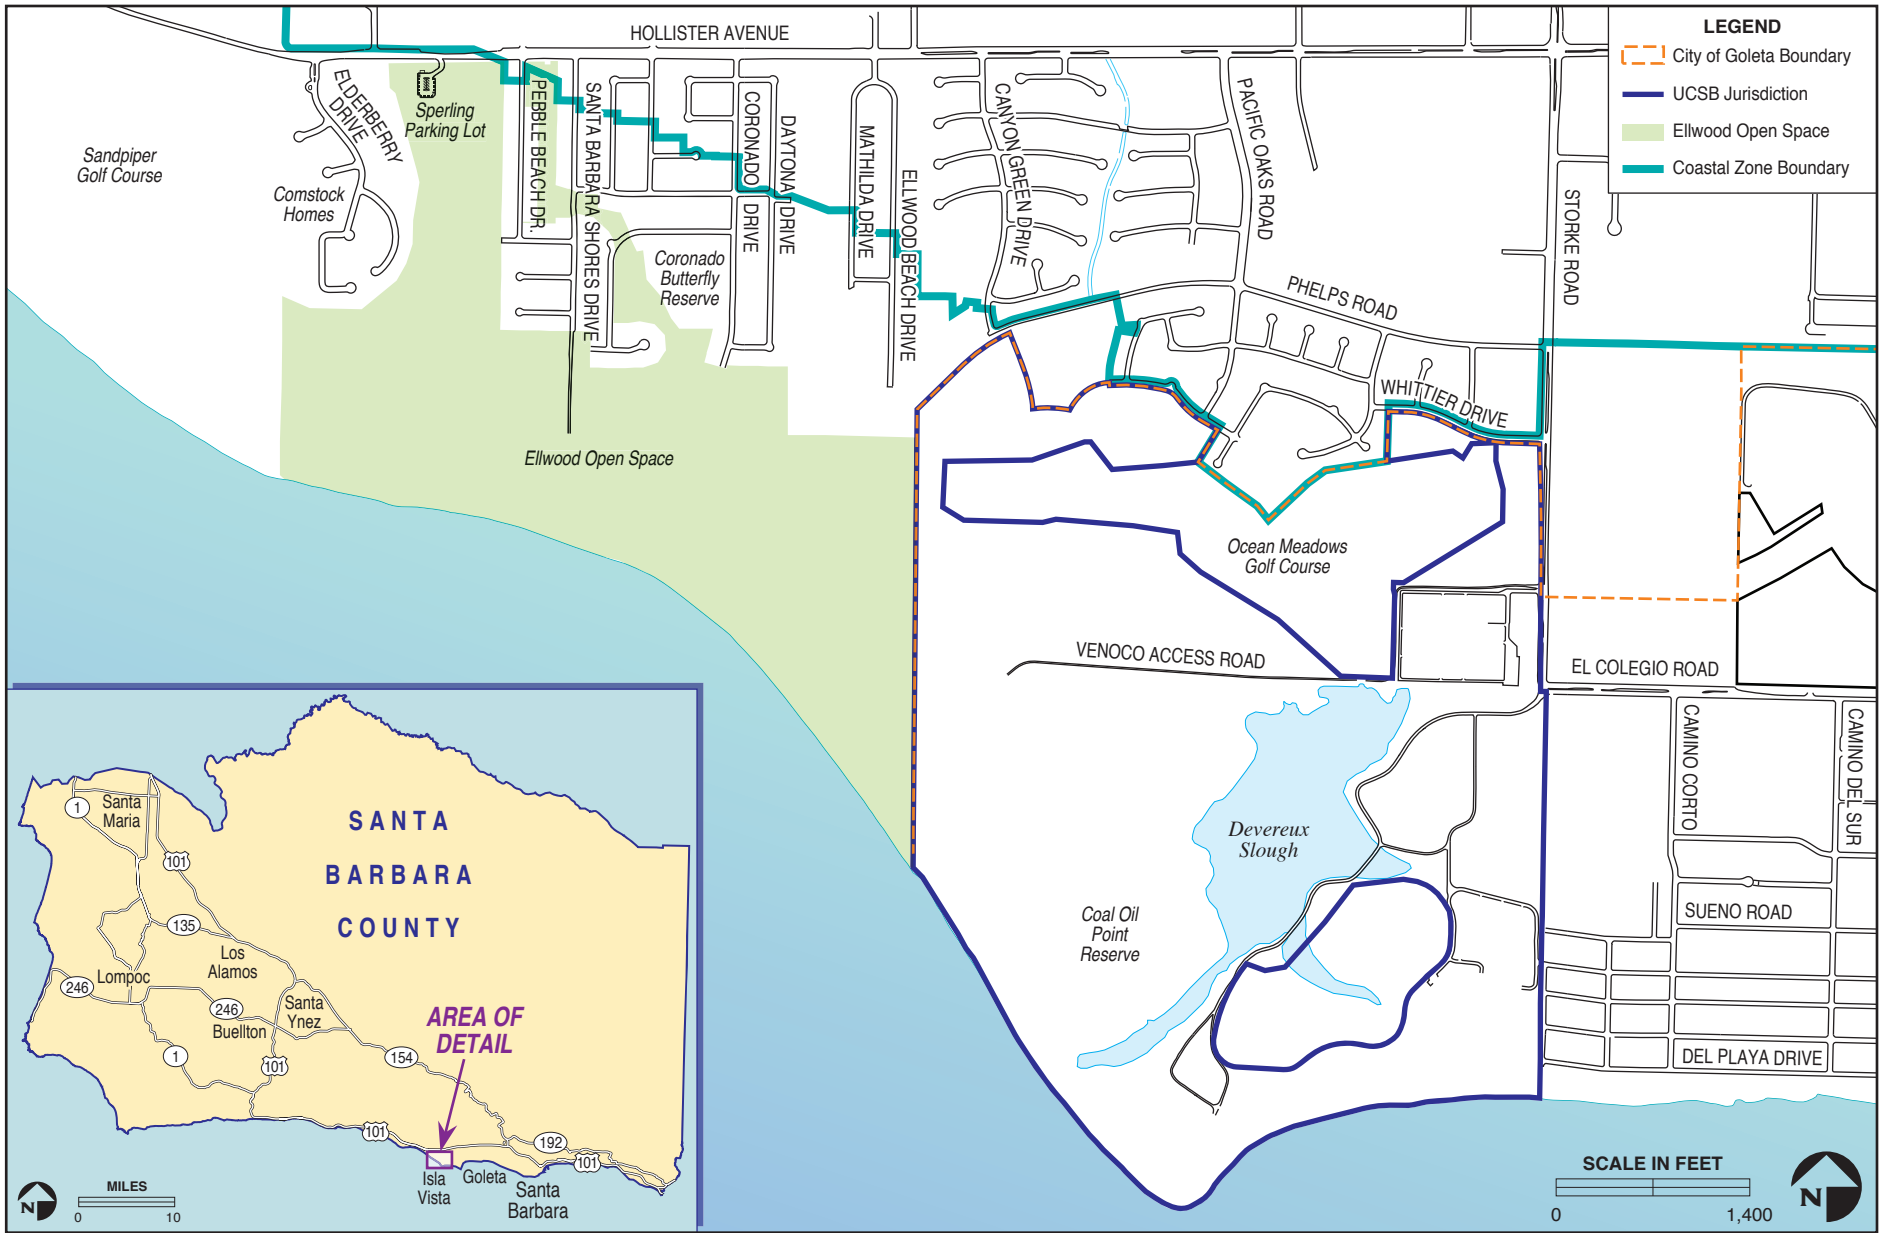 HOLLISTER AVENUE
LEGEND
City of Goleta Boundary
UCSB Jurisdiction
Ellwood Open Space
Coastal Zone Boundary
Sandpiper
Golf Course
ELDERBERRY
DRIVE
Sperling
Parking Lot
Comstock
Homes
PEBBLE BEACH DR.
SANTA BARBARA SHORES DRIVE
Coronado
Butterfly
Reserve
CORONADO DRIVE
DAYTONA DRIVE
MATHILDA DRIVE
ELLWOOD BEACH DRIVE
CANYON GREEN DRIVE
PACIFIC OAKS ROAD
STORKE ROAD
PHELPS ROAD
WHITTIER DRIVE
Ellwood Open Space
Ocean Meadows
Golf Course
VENOCO ACCESS ROAD
EL COLEGIO ROAD
CAMINO CORTO
CAMINO DEL SUR
Devereux
Slough
Coal Oil
Point
Reserve
SUENO ROAD
DEL PLAYA DRIVE
SCALE IN FEET
0 1,400
N
SANTA
BARBARA
COUNTY
1
Santa
Maria
101
135
Los
Alamos
Lompoc
246
246
Buellton
Santa
Ynez
1
101
154
AREA OF
DETAIL
101
192
101
Isla
Vista
Goleta
Santa
Barbara
N
MILES
0 10